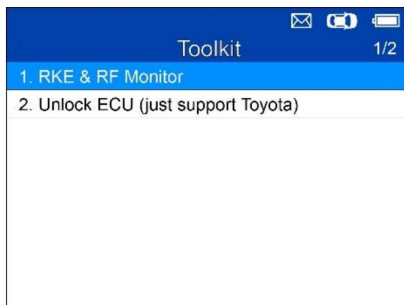 Toolkit 1/2
1. RKE & RF Monitor
2. Unlock ECU (just support Toyota)